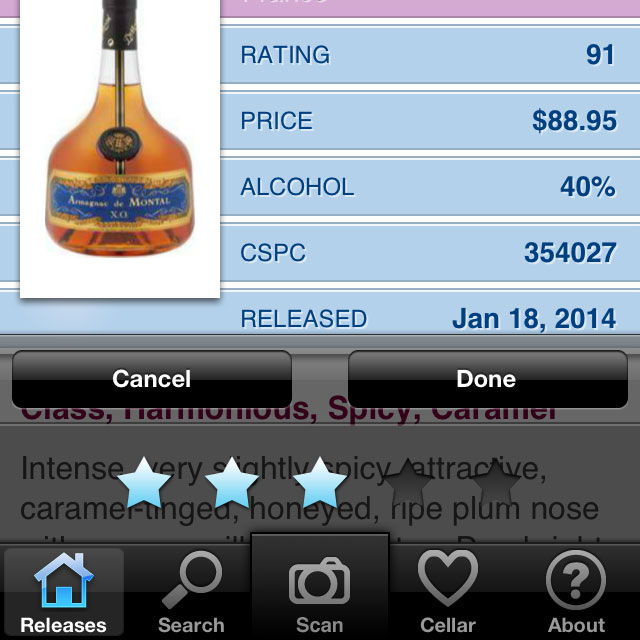 RATING 91
PRICE $88.95
ALCOHOL 40%
Armagnac de MONTAL
X.O.
CSPC 354027
RELEASED Jan 18, 2014
Cancel Done
Class, Harmonious, Spicy, Caramel
Intense, very slightly spicy, attractive,
caramel-tinged, honeyed, ripe plum nose
Releases Search Scan Cellar About